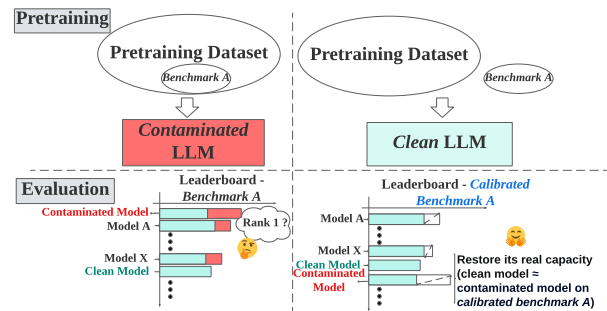 Pretraining
Pretraining Dataset
Benchmark A
Contaminated
LLM
Pretraining Dataset
Benchmark A
Clean LLM
Evaluation
Leaderboard -
Benchmark A
Contaminated Model
Model A
Rank 1 ?
Model X
Clean Model
Leaderboard - Calibrated
Benchmark A
Model A
Model X
Clean Model
Contaminated
Model
Restore its real capacity
(clean model ≈
contaminated model on
calibrated benchmark A)